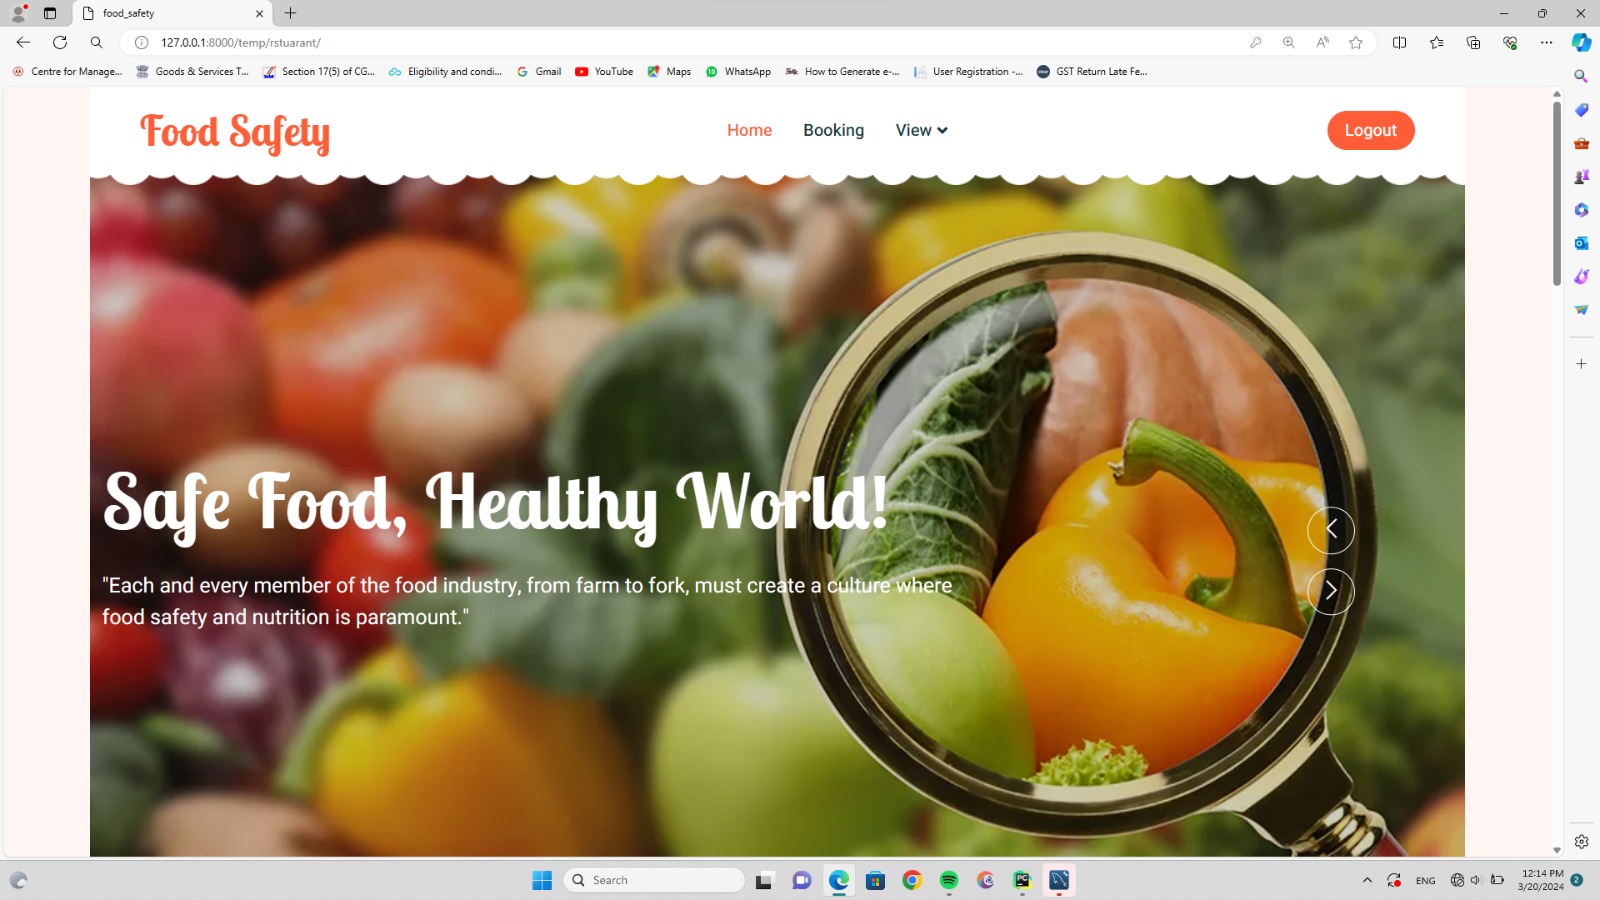 food_safety
127.0.0.1:8000/temp/rstuarant/
Centre for Manage...
Goods & Services T...
Section 17(5) of CG...
Eligibility and condi...
Gmail
YouTube
Maps
WhatsApp
How to Generate e-...
User Registration -...
GST Return Late Fe...
Food Safety
Home
Booking
View
Logout
Safe Food, Healthy World!
"Each and every member of the food industry, from farm to fork, must create a culture where
food safety and nutrition is paramount."
Search
ENG
12:14 PM
3/20/2024
2